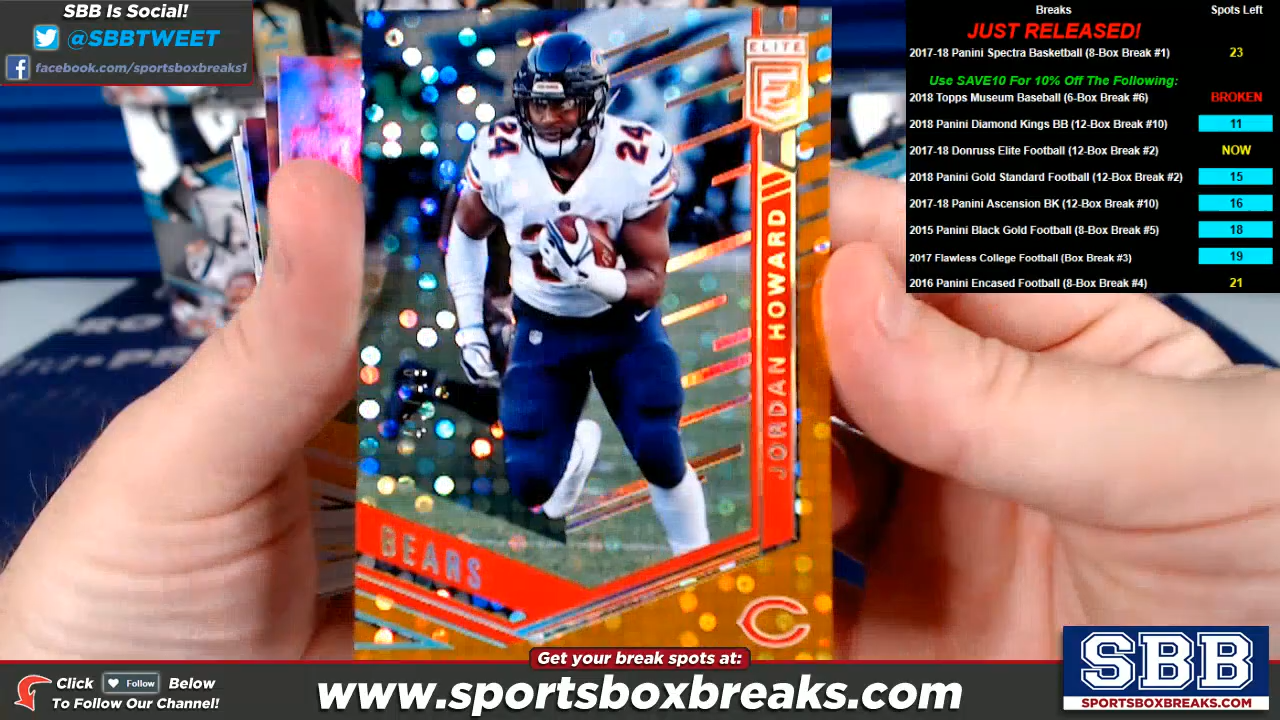 SBB Is Social!
@SBBTWEET
facebook.com/sportsboxbreaks1
Breaks Spots Left
JUST RELEASED!
2017-18 Panini Spectra Basketball (8-Box Break #1) 23
Use SAVE10 For 10% Off The Following:
2018 Topps Museum Baseball (6-Box Break #6) BROKEN
2018 Panini Diamond Kings BB (12-Box Break #10) 11
2017-18 Donruss Elite Football (12-Box Break #2) NOW
2018 Panini Gold Standard Football (12-Box Break #2) 15
2017-18 Panini Ascension BK (12-Box Break #10) 16
2015 Panini Black Gold Football (8-Box Break #5) 18
2017 Flawless College Football (Box Break #3) 19
2016 Panini Encased Football (8-Box Break #4) 21
ELITE
E
24 24
JORDAN HOWARD
BEARS
C
Get your break spots at:
Click Follow Below
To Follow Our Channel!
www.sportsboxbreaks.com
SBB
SPORTSBOXBREAKS.COM